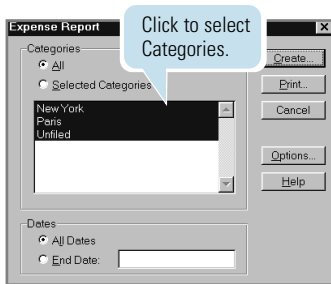 Expense Report
Click to select
Categories.
Categories
All
Selected Categories
New York
Paris
Unfiled
Create...
Print...
Cancel
Options...
Help
Dates
All Dates
End Date: